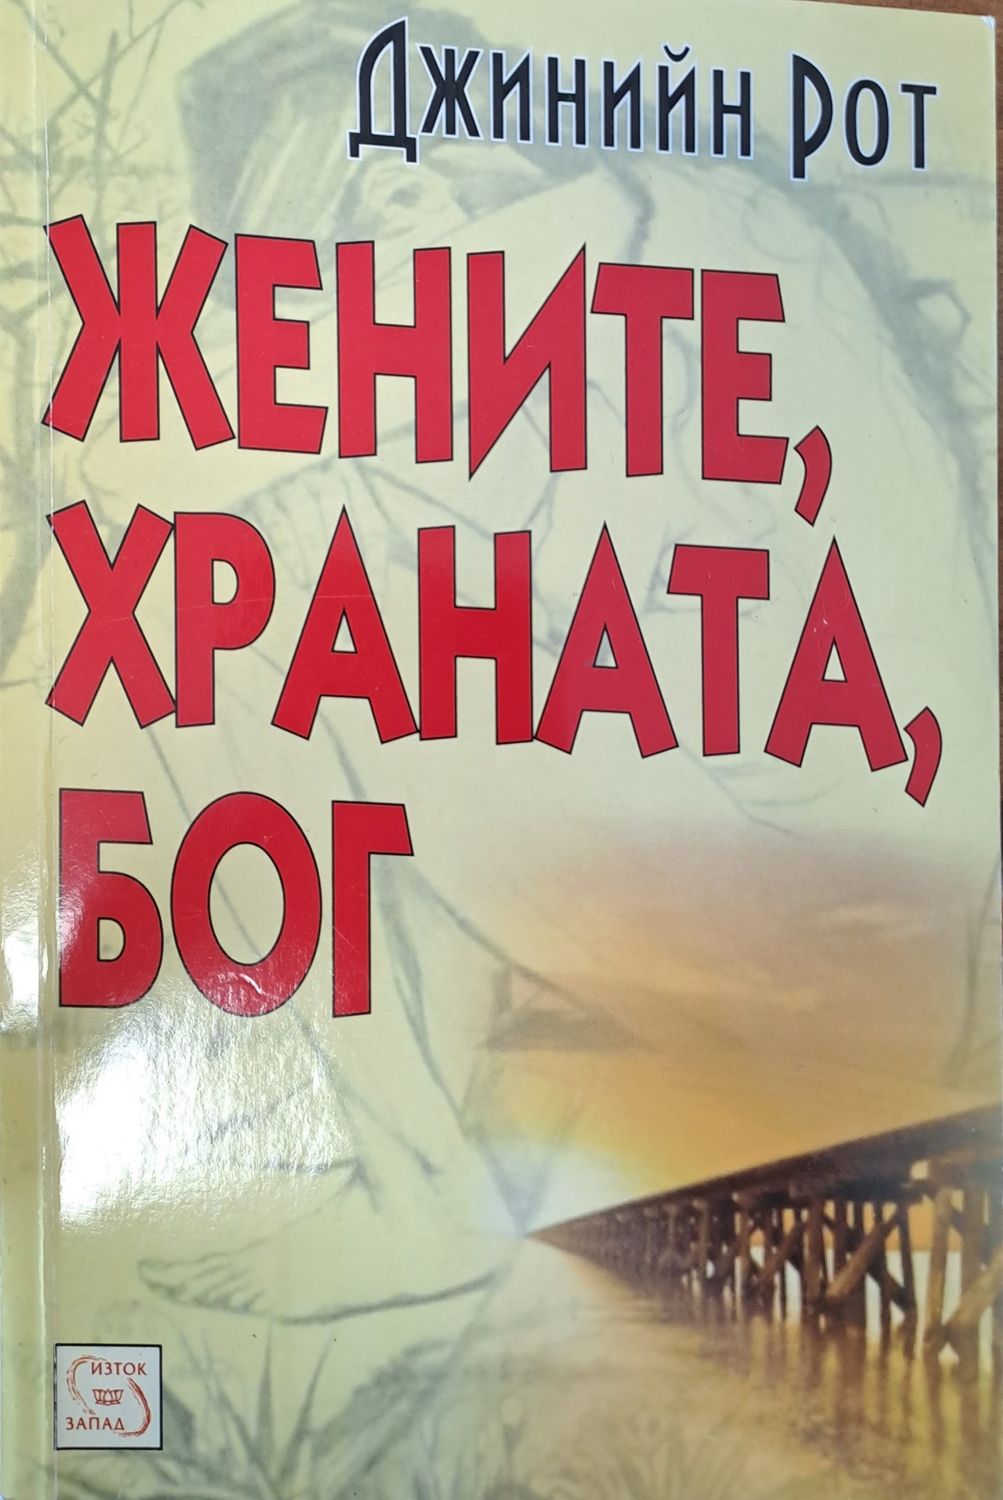 Джинийн Рот
ЖЕНИТЕ,
ХРАНАТА,
БОГ
ИЗТОК
ЗАПАД